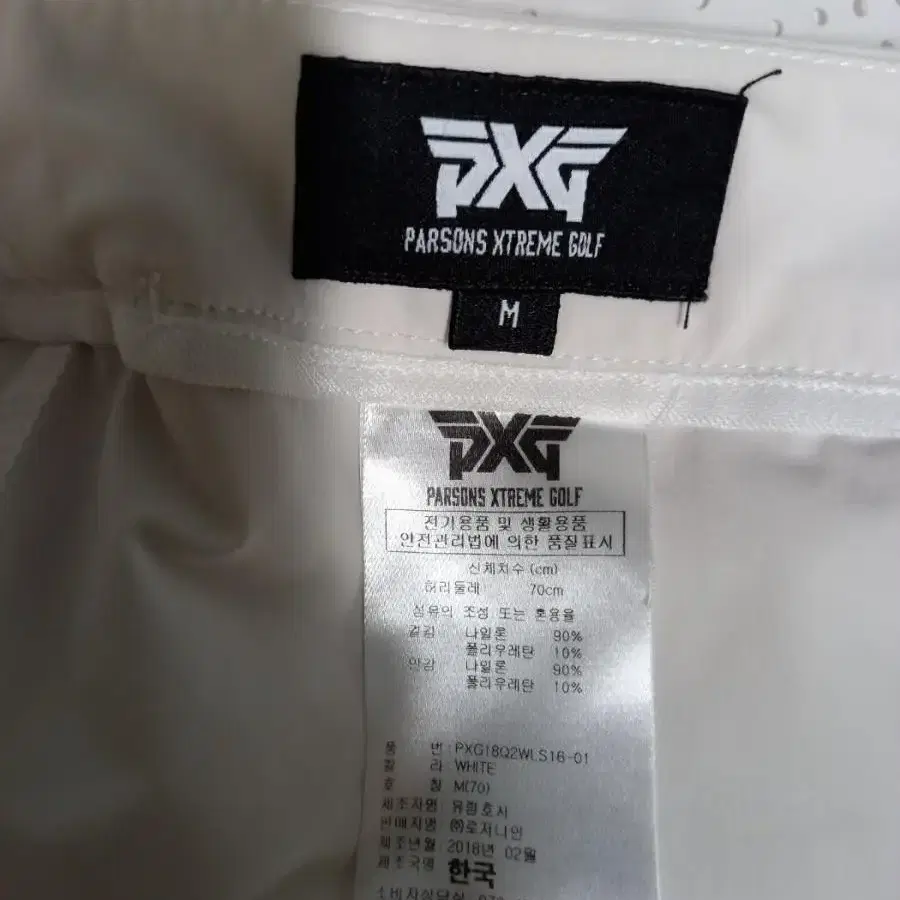 PXG
PARSONS XTREME GOLF
M
PXG
PARSONS XTREME GOLF
전기용품 및 생활용품
안전관리법에 의한 품질표시
신체치수 (cm)
허리둘레 70cm
섬유의 조성 또는 혼용율
겉감 나일론 90%
폴리우레탄 10%
안감 나일론 90%
폴리우레탄 10%
품 번: PXG18Q2WLS16-01
칼 라: WHITE
호 칭: M(70)
제조자명: 유림호시
판매자명: ㈜로저나인
제조년월: 2018년 02월
제조국명 한국
소비자상담실